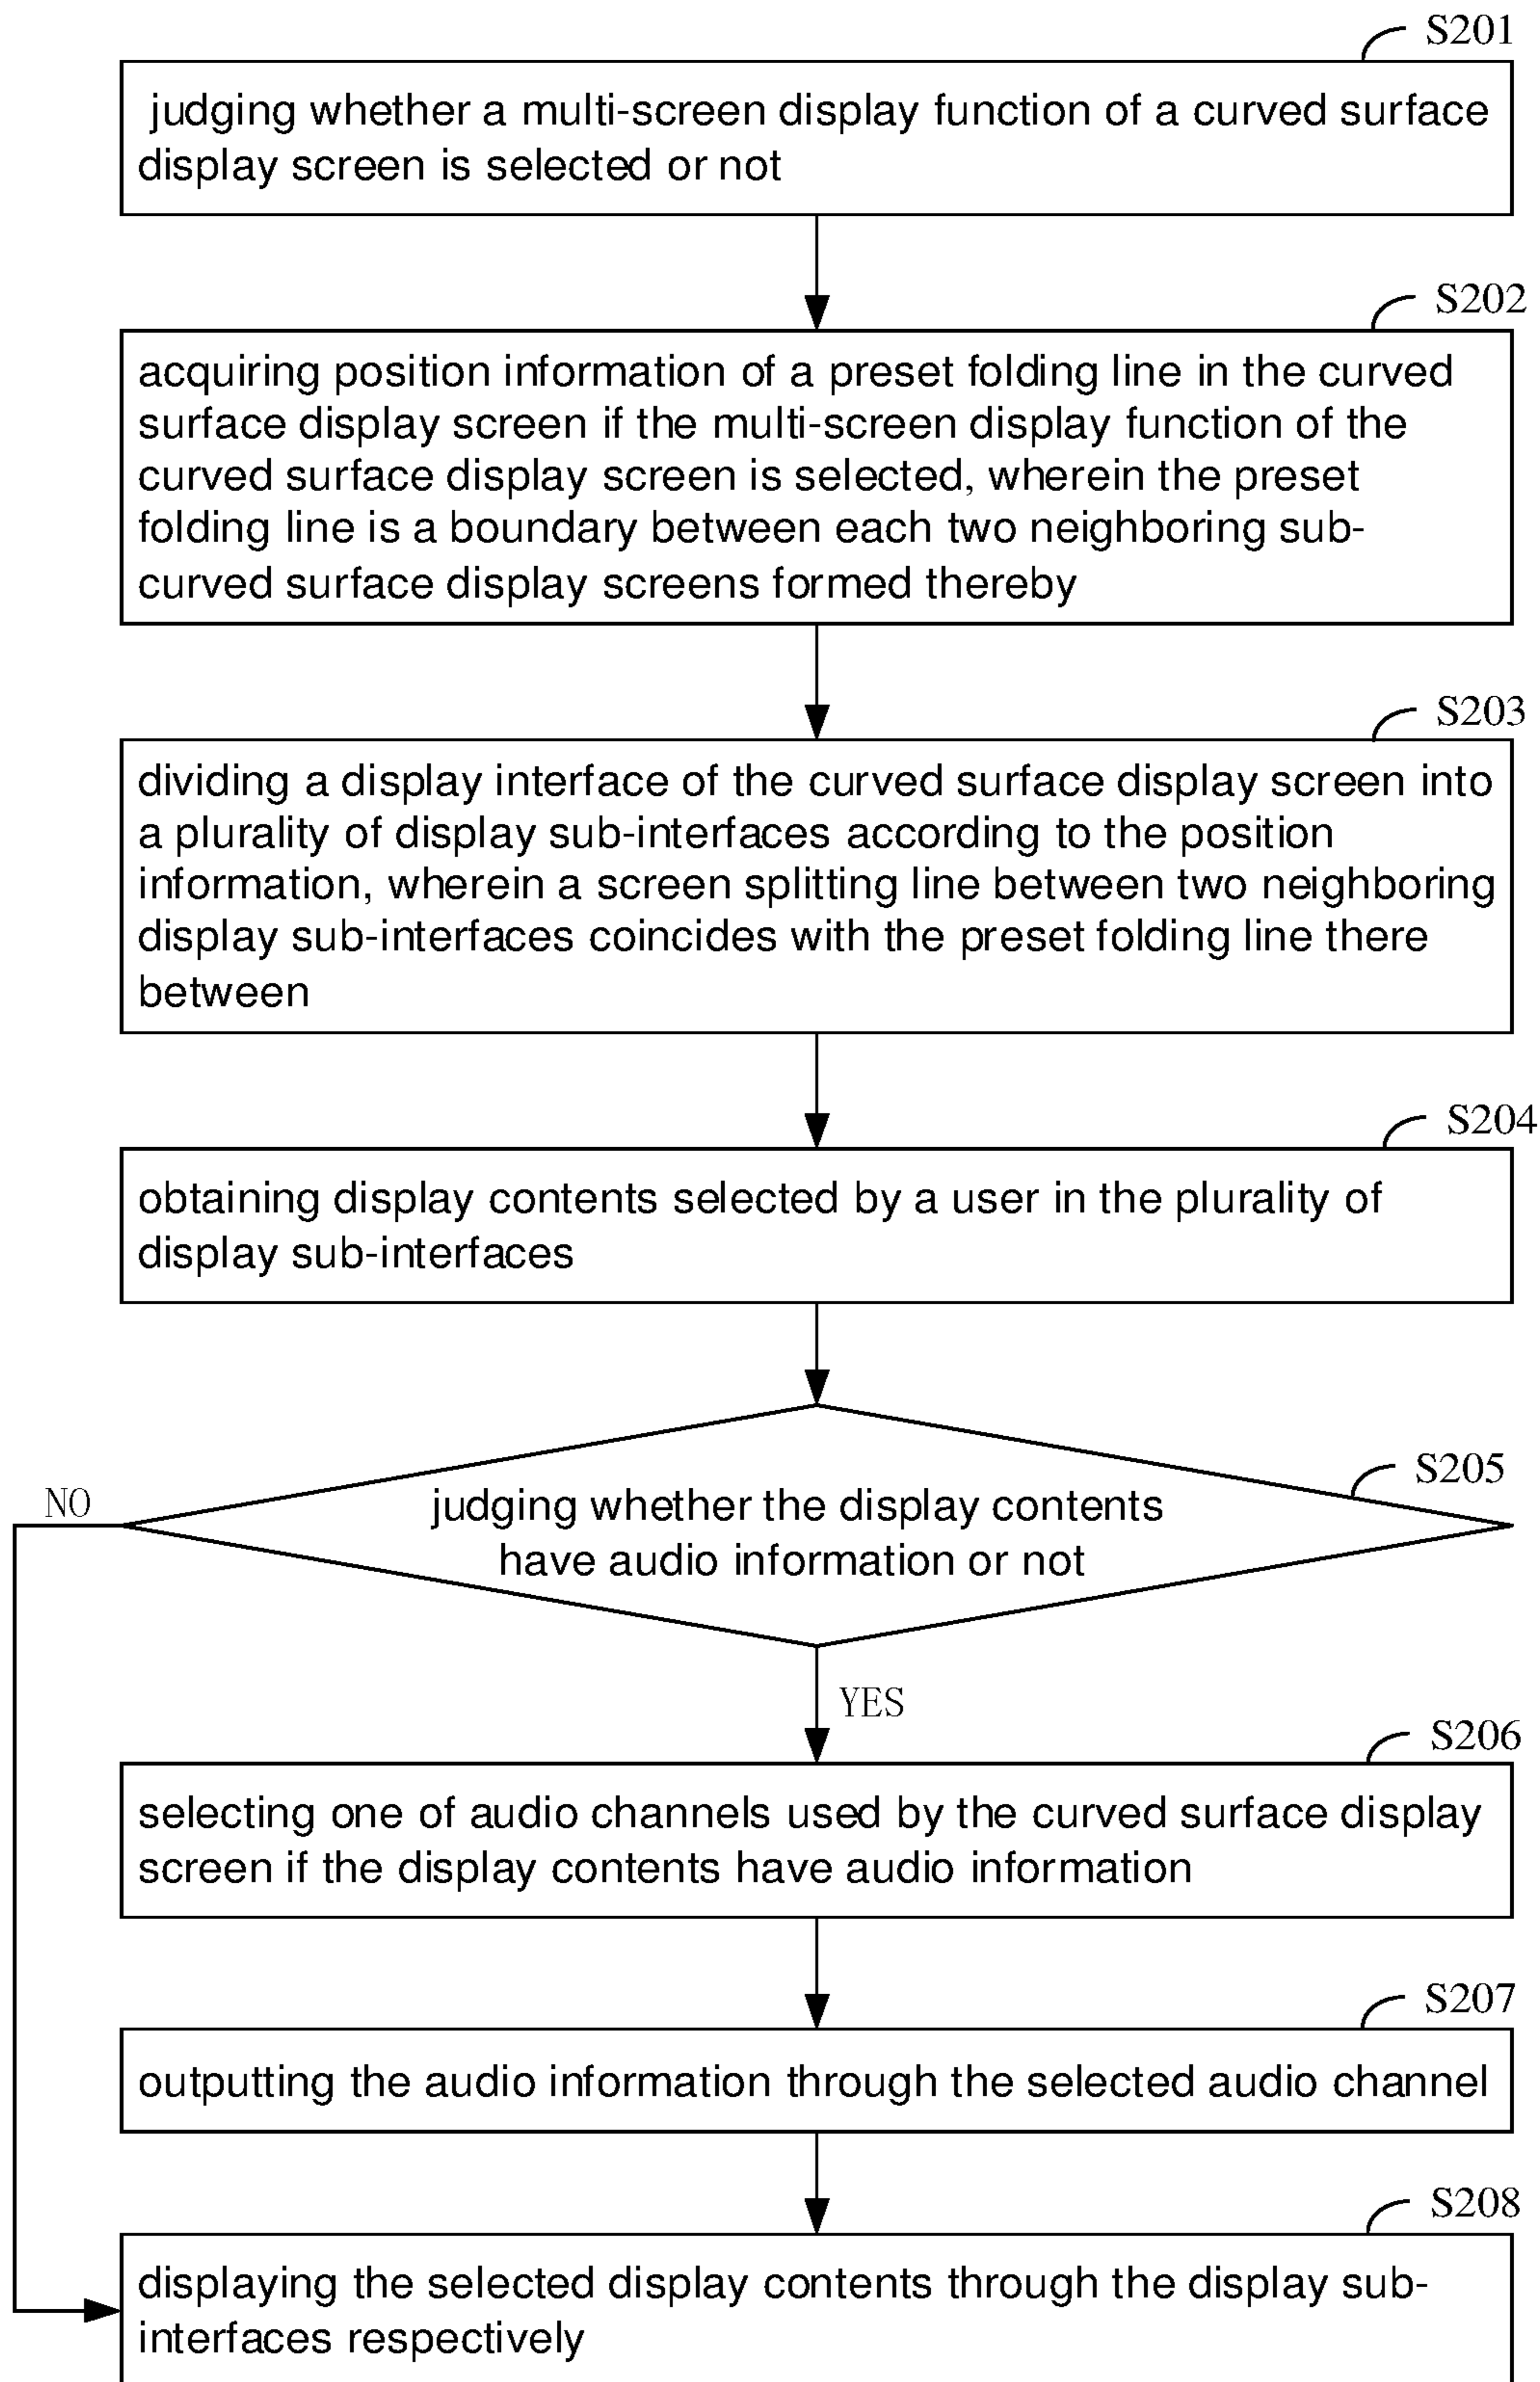 S201
judging whether a multi-screen display function of a curved surface
display screen is selected or not
S202
acquiring position information of a preset folding line in the curved
surface display screen if the multi-screen display function of the
curved surface display screen is selected, wherein the preset
folding line is a boundary between each two neighboring sub-
curved surface display screens formed thereby
S203
dividing a display interface of the curved surface display screen into
a plurality of display sub-interfaces according to the position
information, wherein a screen splitting line between two neighboring
display sub-interfaces coincides with the preset folding line there
between
S204
obtaining display contents selected by a user in the plurality of
display sub-interfaces
S205
NO
judging whether the display contents
have audio information or not
YES
S206
selecting one of audio channels used by the curved surface display
screen if the display contents have audio information
S207
outputting the audio information through the selected audio channel
S208
displaying the selected display contents through the display sub-
interfaces respectively